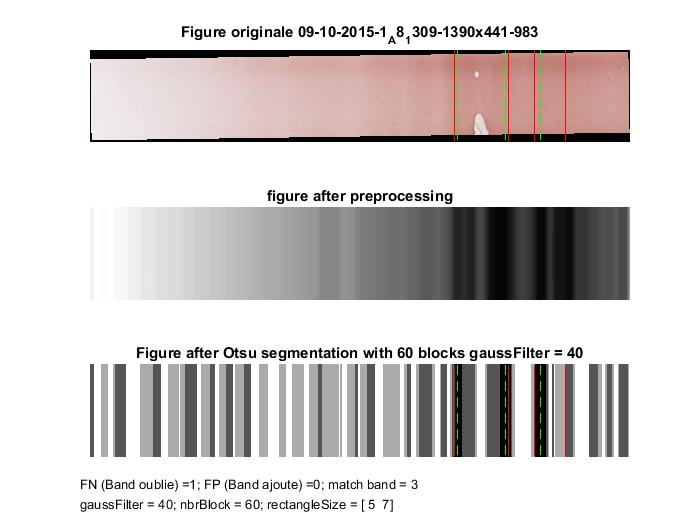 Figure originale 09-10-2015-1A81309-1390x441-983
figure after preprocessing
Figure after Otsu segmentation with 60 blocks gaussFilter = 40
FN (Band oublie) =1; FP (Band ajoute) =0; match band = 3
gaussFilter = 40; nbrBlock = 60; rectangleSize = [ 5  7]